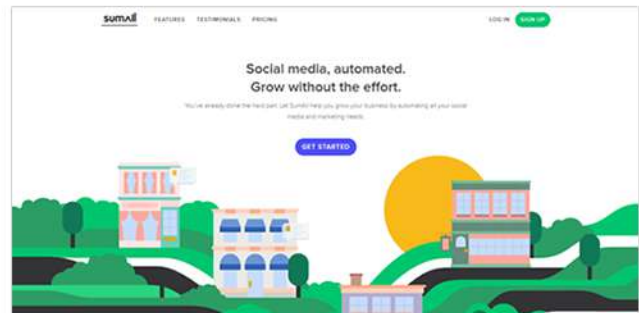 sumall FEATURES TESTIMONIALS PRICING LOG IN SIGN UP
Social media, automated.
Grow without the effort.
You've already done the hard part. Let SumAll help you grow your business by automating all your social
media and marketing needs.
GET STARTED